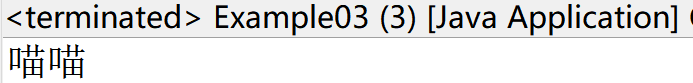 <terminated> Example03 (3) [Java Application]
喵喵